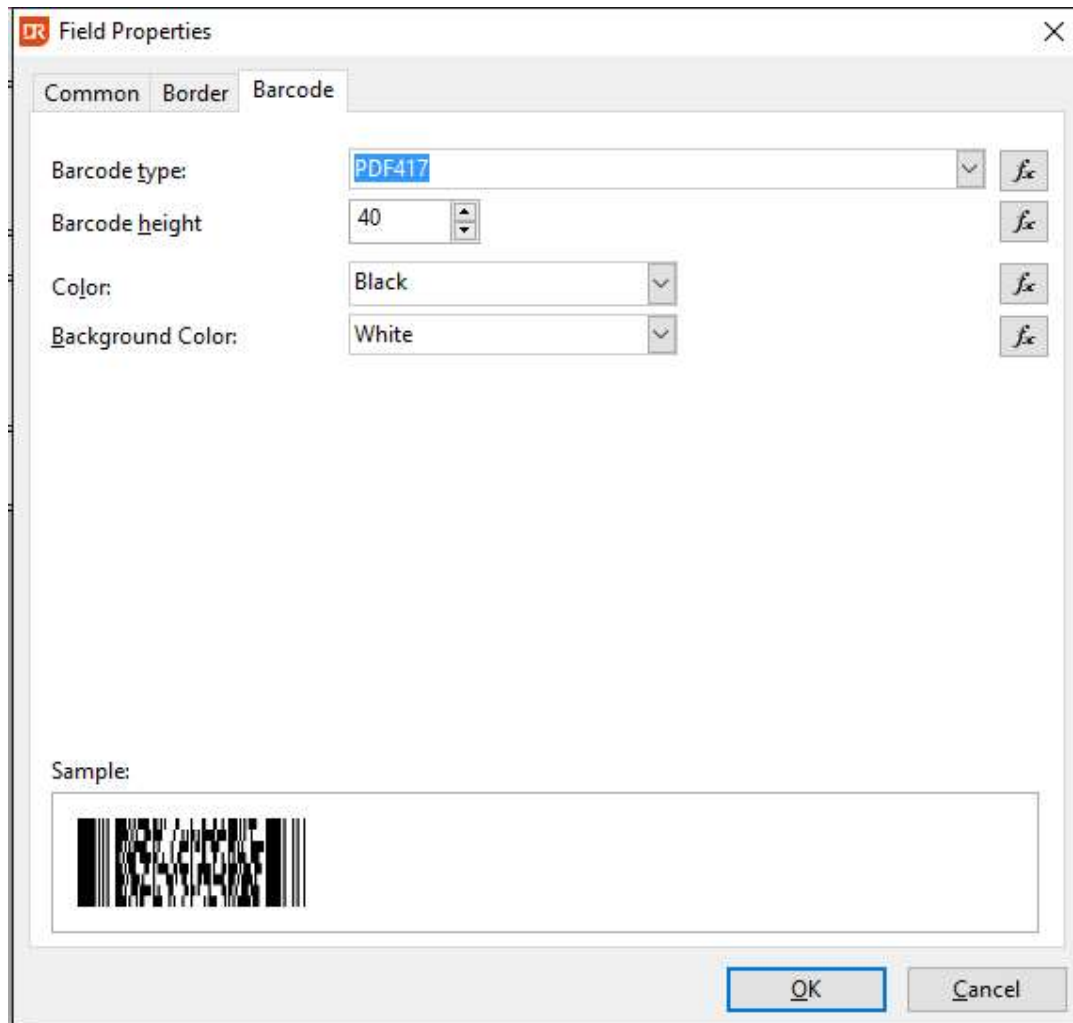 DR Field Properties
Common Border Barcode
Barcode type: PDF417 fx
Barcode height 40 fx
Color: Black fx
Background Color: White fx
Sample:
OK Cancel